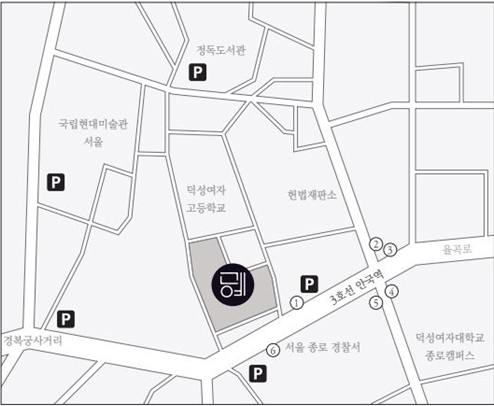 정독도서관
P
국립현대미술관
서울
P
덕성여자
고등학교
헌법재판소
2
3
율곡로
P
3호선 안국역
1
4
5
P
경복궁사거리
6
서울 종로 경찰서
덕성여자대학교
종로캠퍼스
P